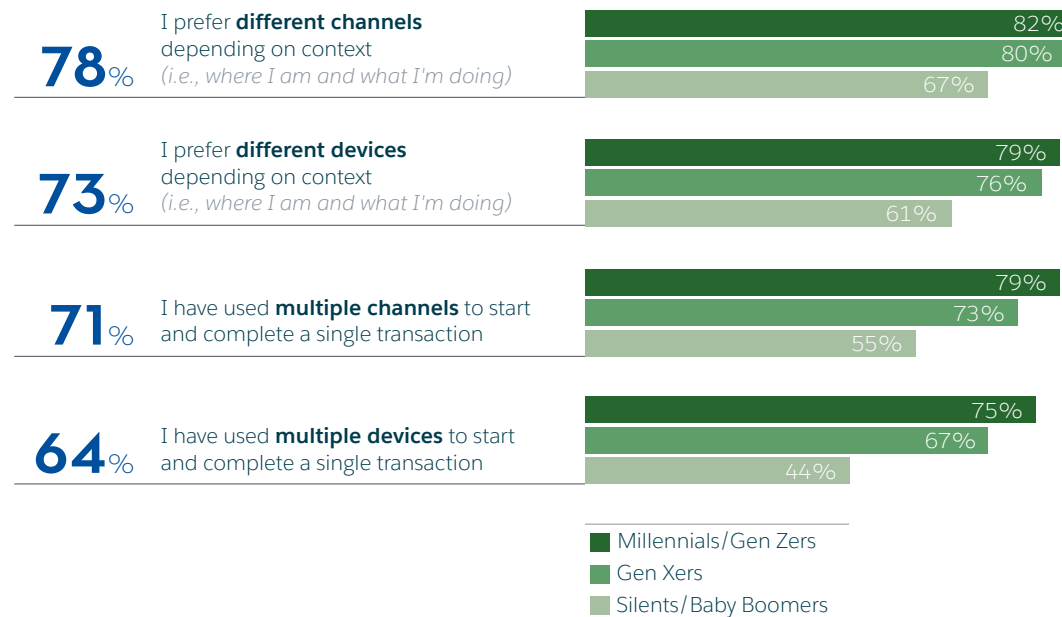 78%
I prefer different channels
depending on context
(i.e., where I am and what I'm doing)
82%
80%
67%
73%
I prefer different devices
depending on context
(i.e., where I am and what I'm doing)
79%
76%
61%
71%
I have used multiple channels to start
and complete a single transaction
79%
73%
55%
64%
I have used multiple devices to start
and complete a single transaction
75%
67%
44%
Millennials/Gen Zers
Gen Xers
Silents/Baby Boomers